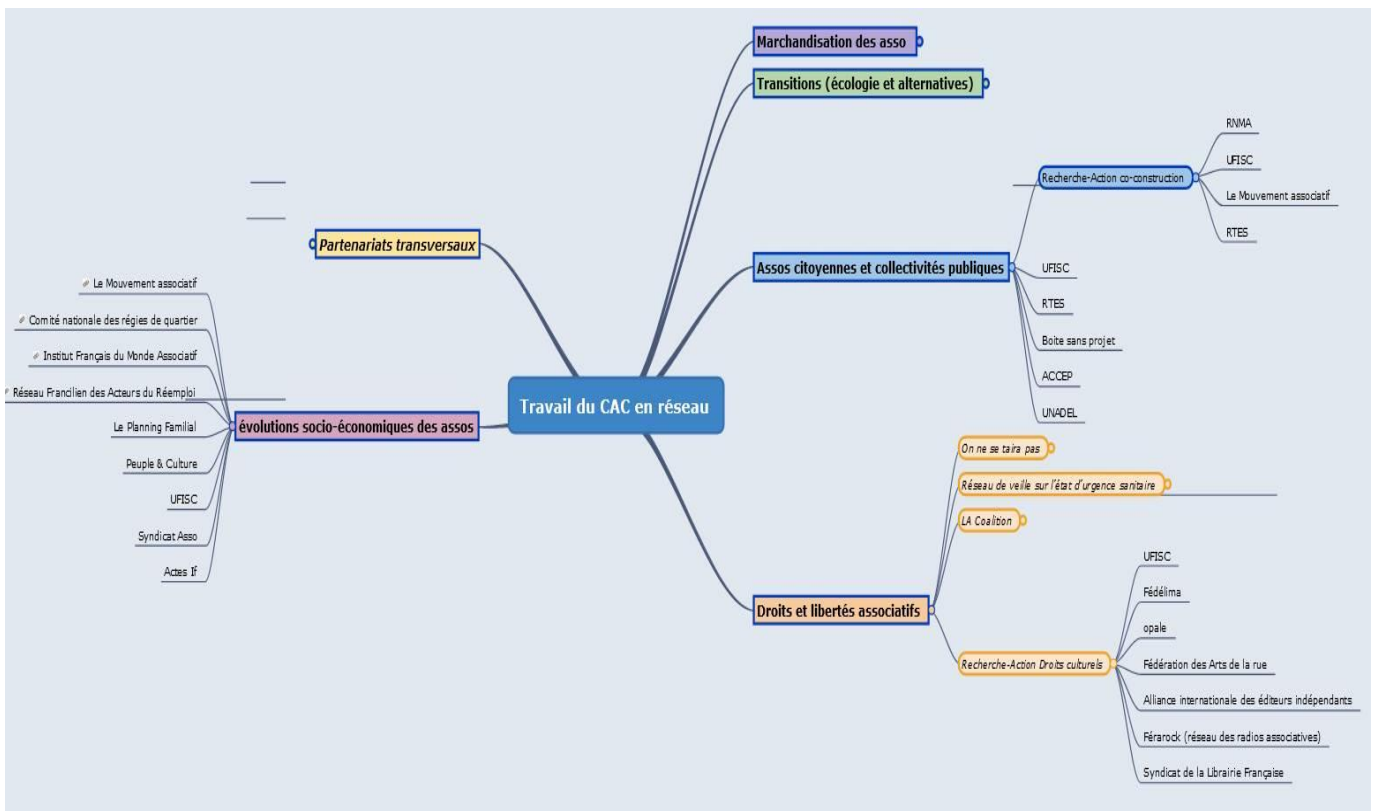 Travail du CAC en réseau
Marchandisation des asso
Transitions (écologie et alternatives)
Assos citoyennes et collectivités publiques
Recherche-Action co-construction
RNMA
UFISC
Le Mouvement associatif
RTES
UFISC
RTES
Boite sans projet
ACCEP
UNADEL
Droits et libertés associatifs
On ne se taira pas
Réseau de veille sur l'état d'urgence sanitaire
LA Coalition
Recherche-Action Droits culturels
UFISC
Fédélima
opale
Fédération des Arts de la rue
Alliance internationale des éditeurs indépendants
Férarock (réseau des radios associatives)
Syndicat de la Librairie Française
Partenariats transversaux
évolutions socio-économiques des assos
Le Mouvement associatif
Comité nationale des régies de quartier
Institut Français du Monde Associatif
Réseau Francilien des Acteurs du Réemploi
Le Planning Familial
Peuple & Culture
UFISC
Syndicat Asso
Actes If